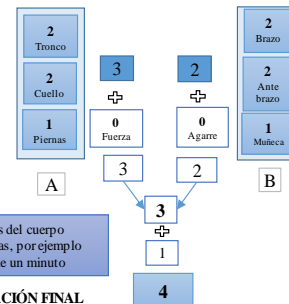 2
Tronco
2
Cuello
1
Piernas
A
3
0
Fuerza
3
2
0
Agarre
2
2
Brazo
2
Ante
brazo
1
Muñeca
B
3
1
4
s del cuerpo
as, por ejemplo
e un minuto
ACIÓN FINAL